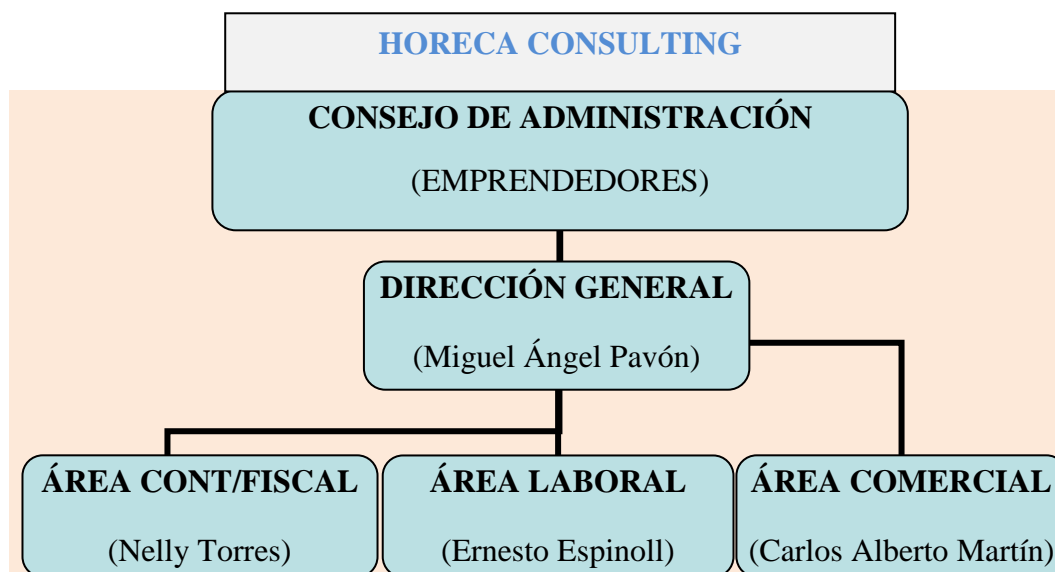 HORECA CONSULTING
CONSEJO DE ADMINISTRACIÓN
(EMPRENDEDORES)
DIRECCIÓN GENERAL
(Miguel Ángel Pavón)
ÁREA CONT/FISCAL
(Nelly Torres)
ÁREA LABORAL
(Ernesto Espinoll)
ÁREA COMERCIAL
(Carlos Alberto Martín)